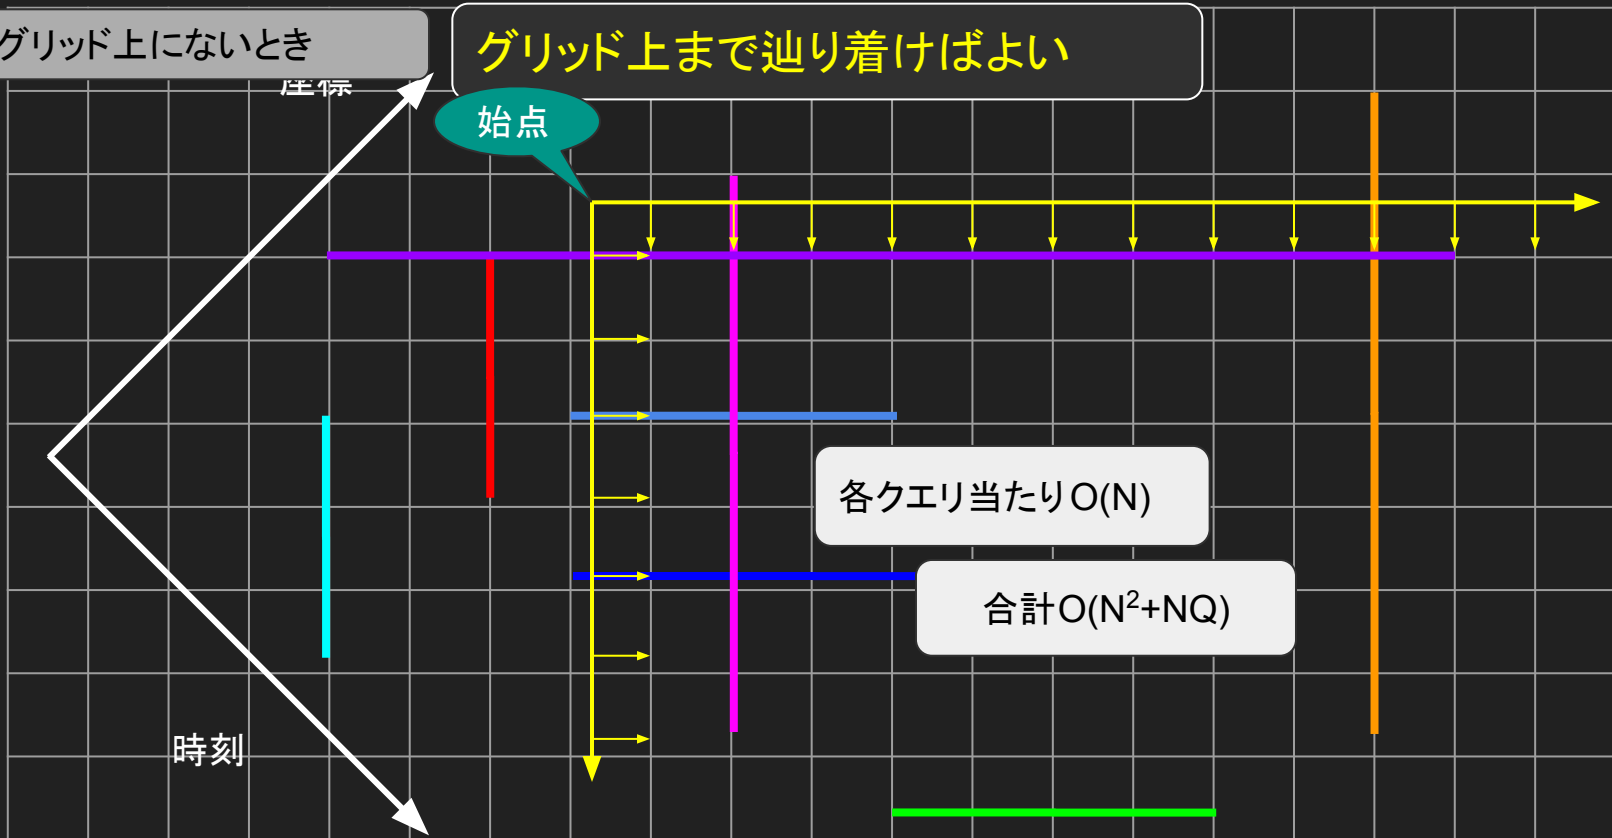 グリッド上にないとき
グリッド上まで辿り着けばよい
座標
始点
各クエリ当たりO(N)
合計O(N²+NQ)
時刻